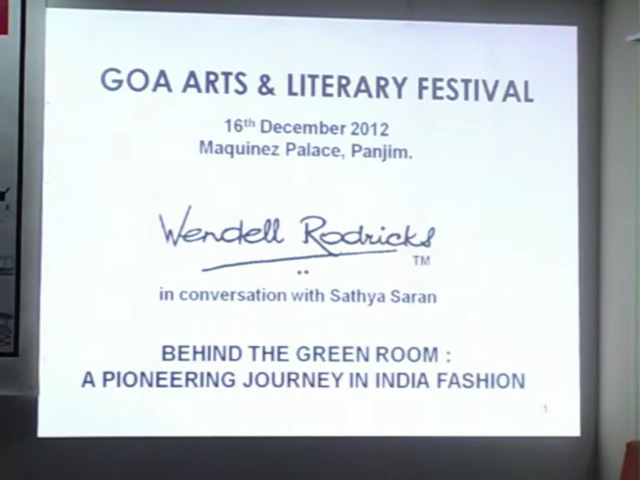 GOA ARTS & LITERARY FESTIVAL
16th December 2012
Maquinez Palace, Panjim.
Wendell Rodricks
TM
in conversation with Sathya Saran
BEHIND THE GREEN ROOM :
A PIONEERING JOURNEY IN INDIA FASHION
1